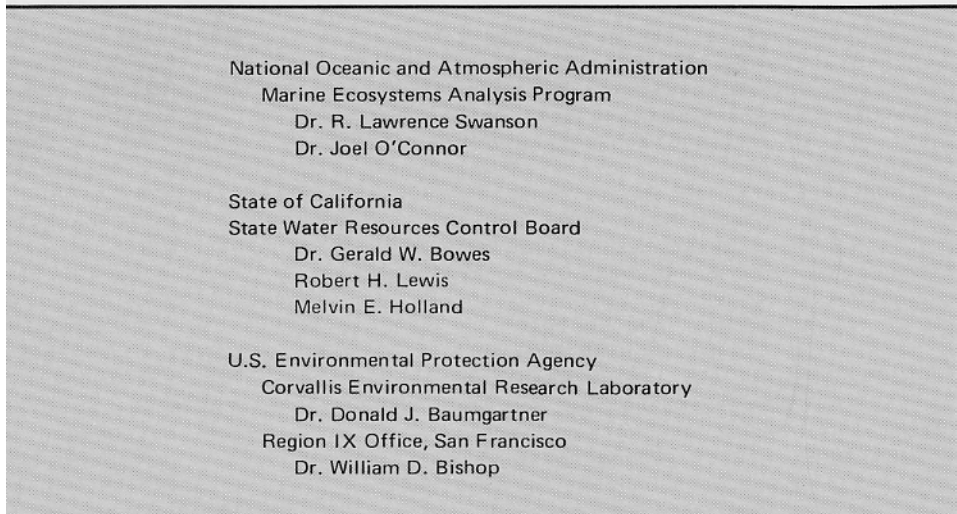 National Oceanic and Atmospheric Administration
Marine Ecosystems Analysis Program
Dr. R. Lawrence Swanson
Dr. Joel O'Connor
State of California
State Water Resources Control Board
Dr. Gerald W. Bowes
Robert H. Lewis
Melvin E. Holland
U.S. Environmental Protection Agency
Corvallis Environmental Research Laboratory
Dr. Donald J. Baumgartner
Region IX Office, San Francisco
Dr. William D. Bishop